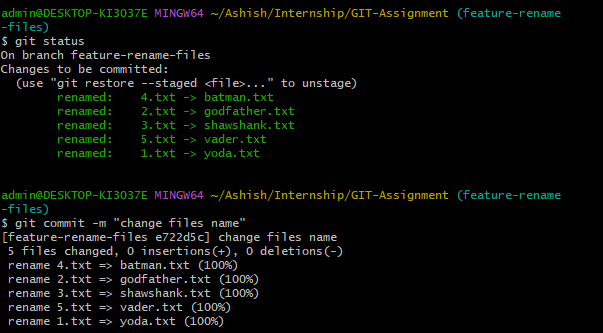 admin@DESKTOP-KI3O37E MINGW64 ~/Ashish/Internship/GIT-Assignment (feature-rename
-files)
$ git status
On branch feature-rename-files
Changes to be committed:
  (use "git restore --staged <file>..." to unstage)
        renamed:    4.txt -> batman.txt
        renamed:    2.txt -> godfather.txt
        renamed:    3.txt -> shawshank.txt
        renamed:    5.txt -> vader.txt
        renamed:    1.txt -> yoda.txt
admin@DESKTOP-KI3O37E MINGW64 ~/Ashish/Internship/GIT-Assignment (feature-rename
-files)
$ git commit -m "change files name"
[feature-rename-files e722d5c] change files name
 5 files changed, 0 insertions(+), 0 deletions(-)
 rename 4.txt => batman.txt (100%)
 rename 2.txt => godfather.txt (100%)
 rename 3.txt => shawshank.txt (100%)
 rename 5.txt => vader.txt (100%)
 rename 1.txt => yoda.txt (100%)